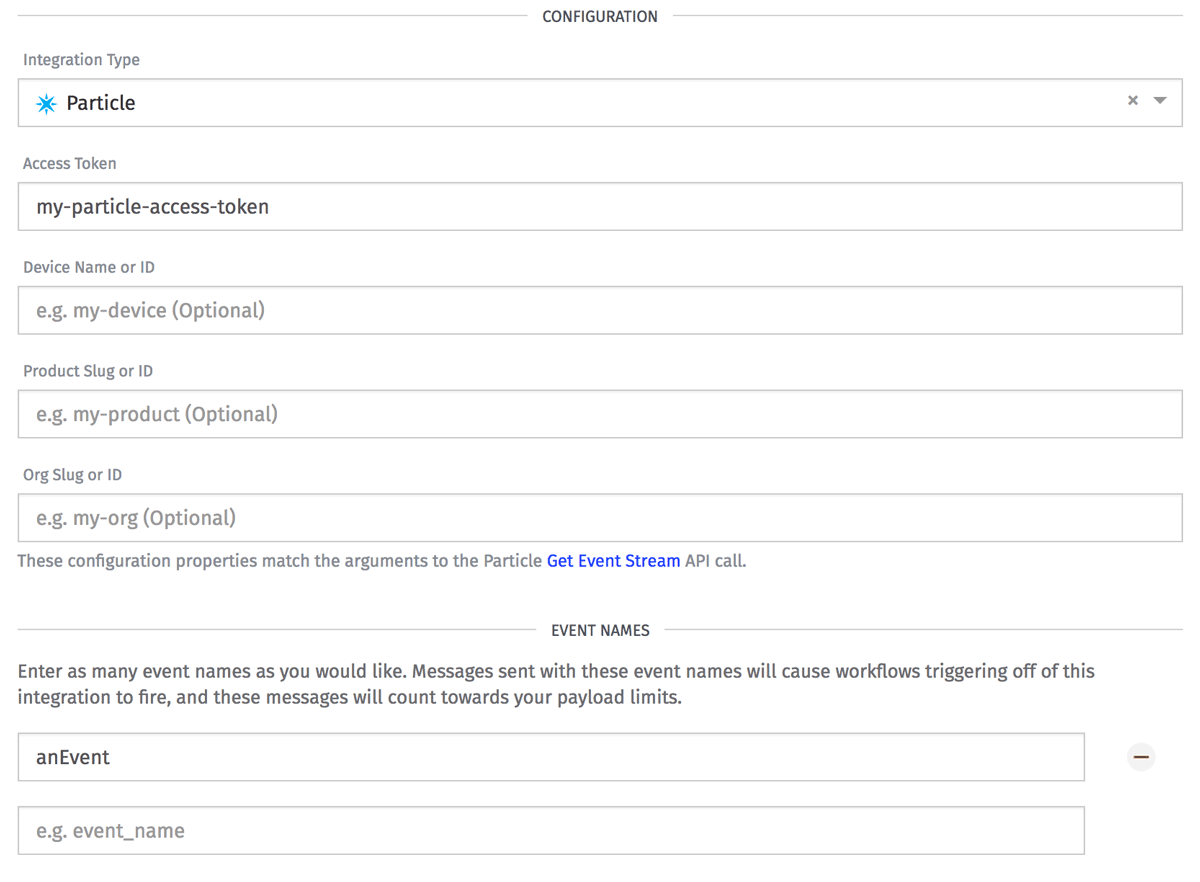 CONFIGURATION
Integration Type
Particle
Access Token
my-particle-access-token
Device Name or ID
e.g. my-device (Optional)
Product Slug or ID
e.g. my-product (Optional)
Org Slug or ID
e.g. my-org (Optional)
These configuration properties match the arguments to the Particle Get Event Stream API call.
EVENT NAMES
Enter as many event names as you would like. Messages sent with these event names will cause workflows triggering off of this
integration to fire, and these messages will count towards your payload limits.
anEvent
e.g. event_name